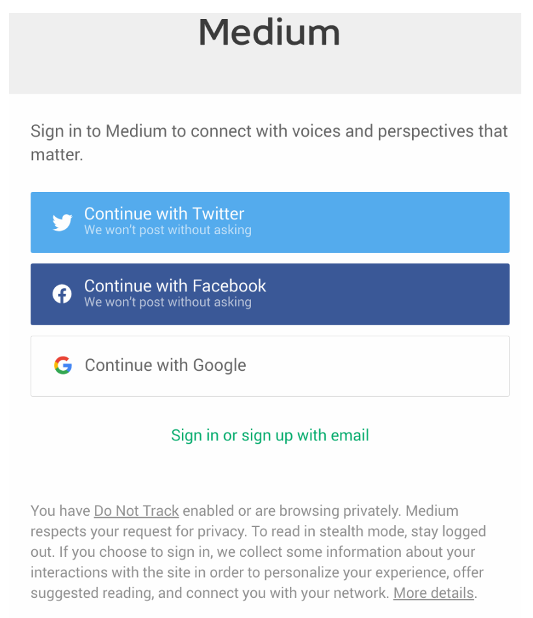 Medium
Sign in to Medium to connect with voices and perspectives that
matter.
Continue with Twitter
We won't post without asking
Continue with Facebook
We won't post without asking
Continue with Google
Sign in or sign up with email
You have Do Not Track enabled or are browsing privately. Medium
respects your request for privacy. To read in stealth mode, stay logged
out. If you choose to sign in, we collect some information about your
interactions with the site in order to personalize your experience, offer
suggested reading, and connect you with your network. More details.